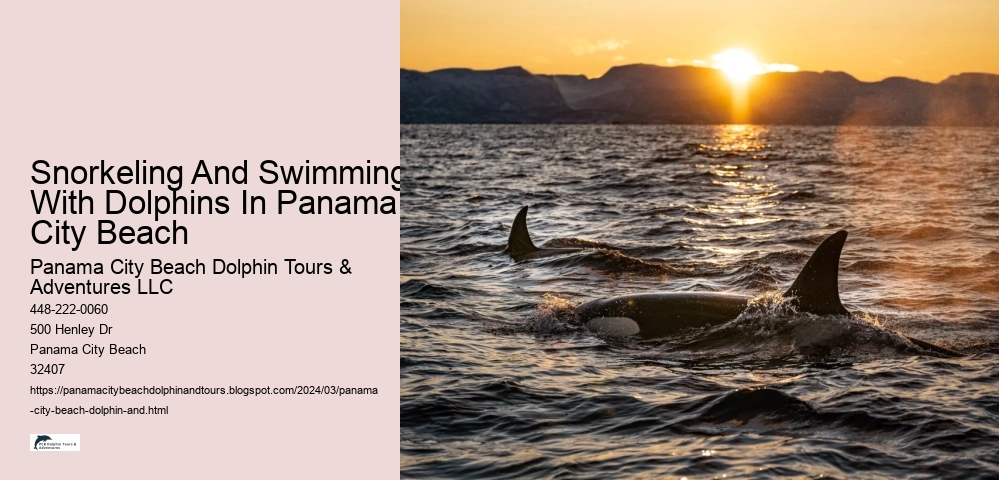 Snorkeling And Swimming
With Dolphins In Panama
City Beach
Panama City Beach Dolphin Tours &
Adventures LLC
448-222-0060
500 Henley Dr
Panama City Beach
32407
https://panamacitybeachdolphinandtours.blogspot.com/2024/03/panama
-city-beach-dolphin-and.html
PCB Dolphin Tours &
Adventures